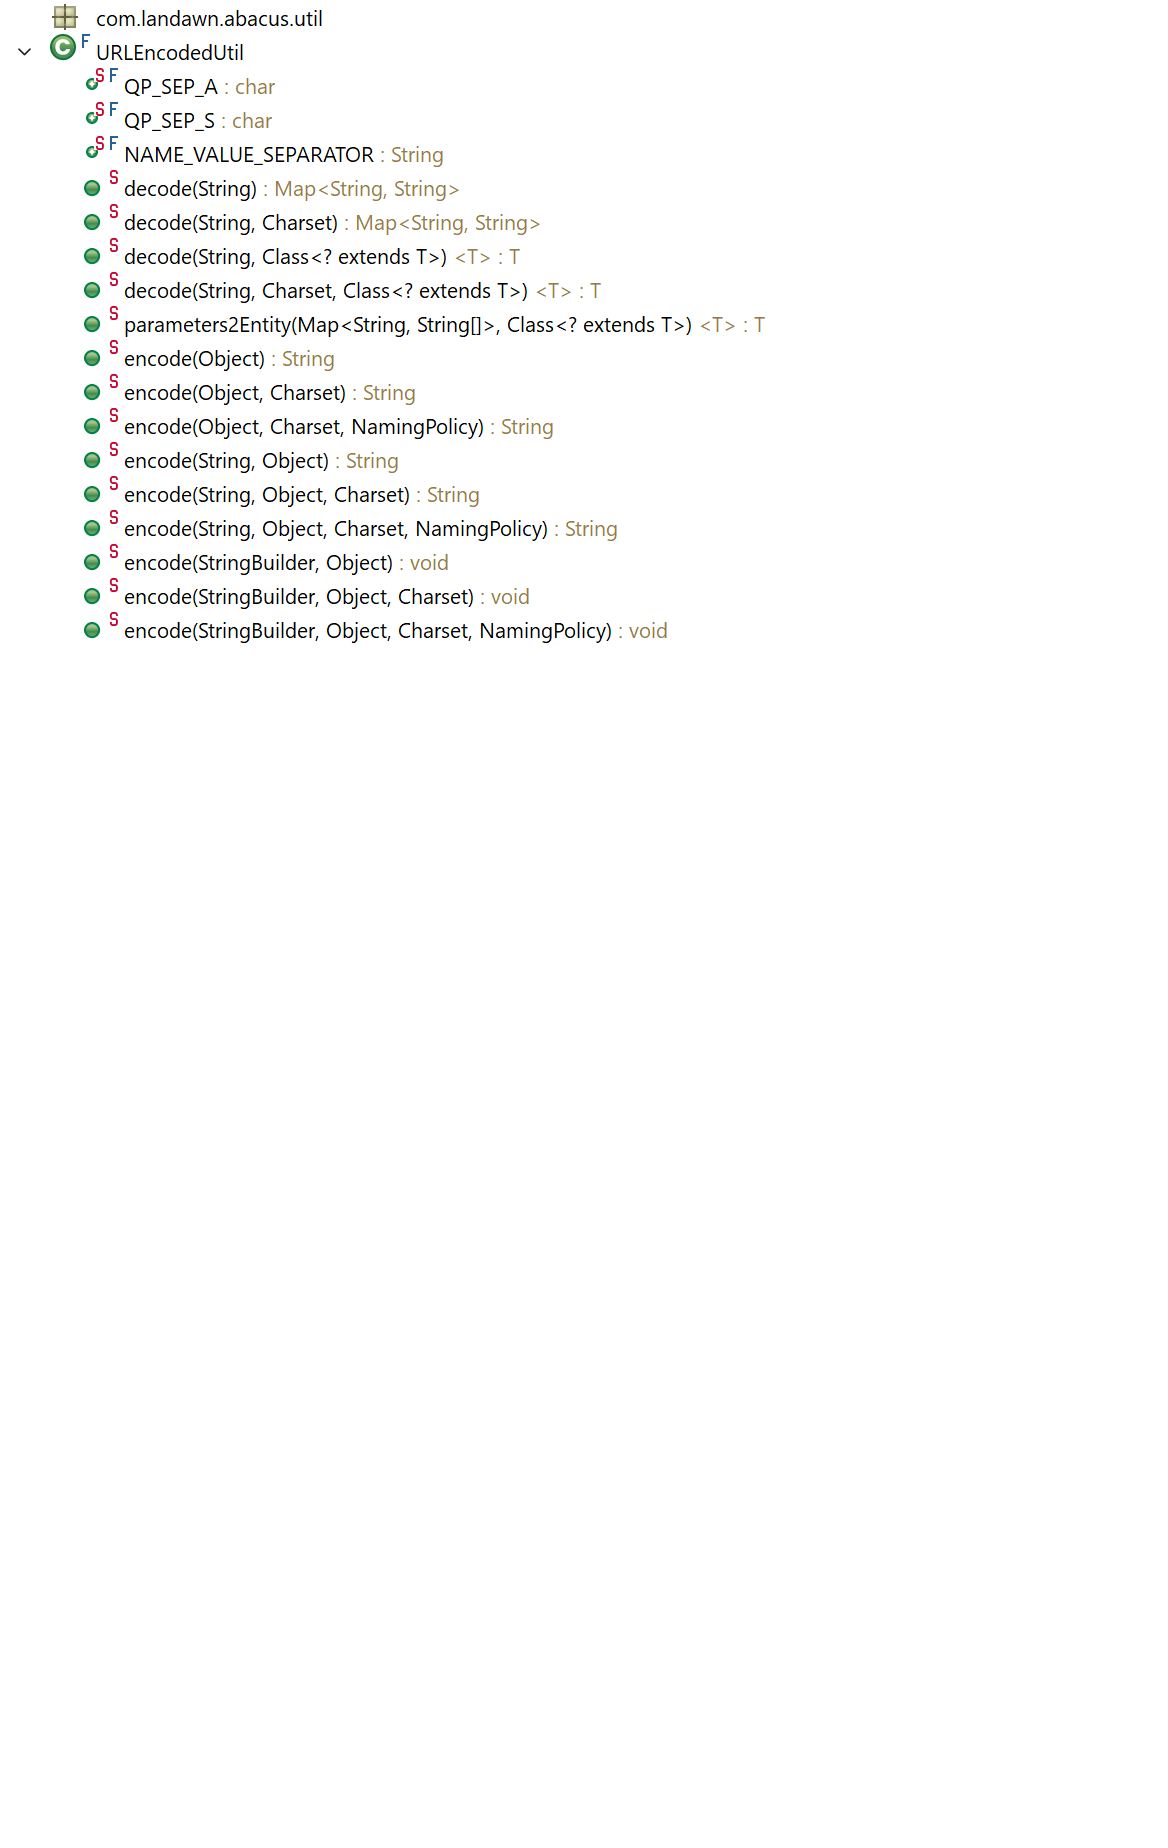 com.landawn.abacus.util
C F URLEncodedUtil
S F QP_SEP_A : char
S F QP_SEP_S : char
S F NAME_VALUE_SEPARATOR : String
S decode(String) : Map<String, String>
S decode(String, Charset) : Map<String, String>
S decode(String, Class<? extends T>) <T> : T
S decode(String, Charset, Class<? extends T>) <T> : T
S parameters2Entity(Map<String, String[]>, Class<? extends T>) <T> : T
S encode(Object) : String
S encode(Object, Charset) : String
S encode(Object, Charset, NamingPolicy) : String
S encode(String, Object) : String
S encode(String, Object, Charset) : String
S encode(String, Object, Charset, NamingPolicy) : String
S encode(StringBuilder, Object) : void
S encode(StringBuilder, Object, Charset) : void
S encode(StringBuilder, Object, Charset, NamingPolicy) : void